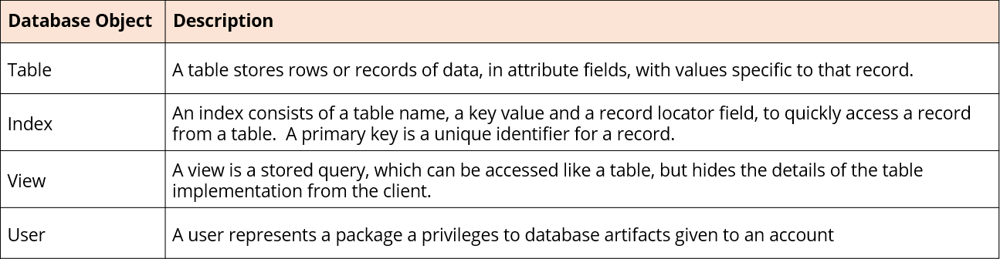 Database Object Description
Table A table stores rows or records of data, in attribute fields, with values specific to that record.
Index An index consists of a table name, a key value and a record locator field, to quickly access a record
from a table.  A primary key is a unique identifier for a record.
View A view is a stored query, which can be accessed like a table, but hides the details of the table
implementation from the client.
User A user represents a package a privileges to database artifacts given to an account